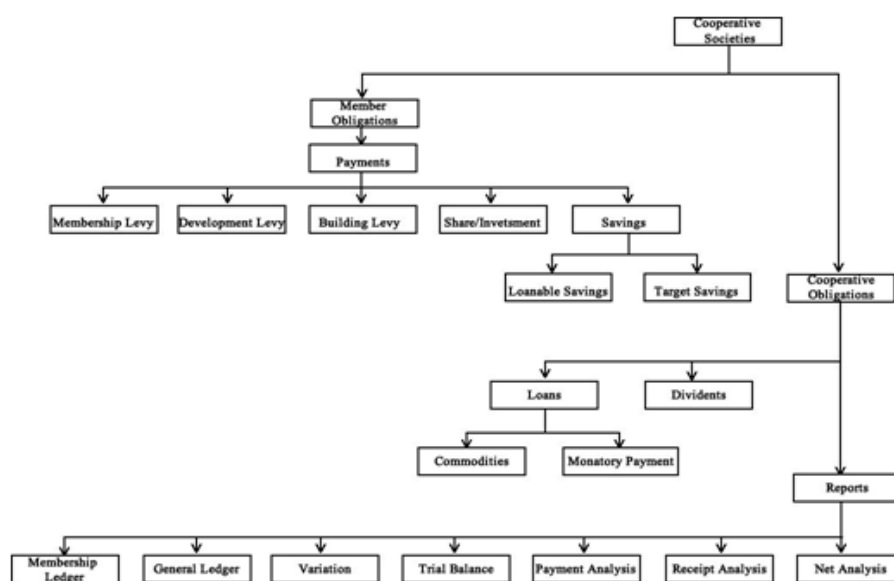 Cooperative
Societies
Member
Obligations
Payments
Membership Levy
Development Levy
Building Levy
Share/Invetsment
Savings
Loanable Savings
Target Savings
Cooperative
Obligations
Loans
Dividents
Commodities
Monatory Payment
Reports
Membership
Ledger
General Ledger
Variation
Trial Balance
Payment Analysis
Receipt Analysis
Net Analysis